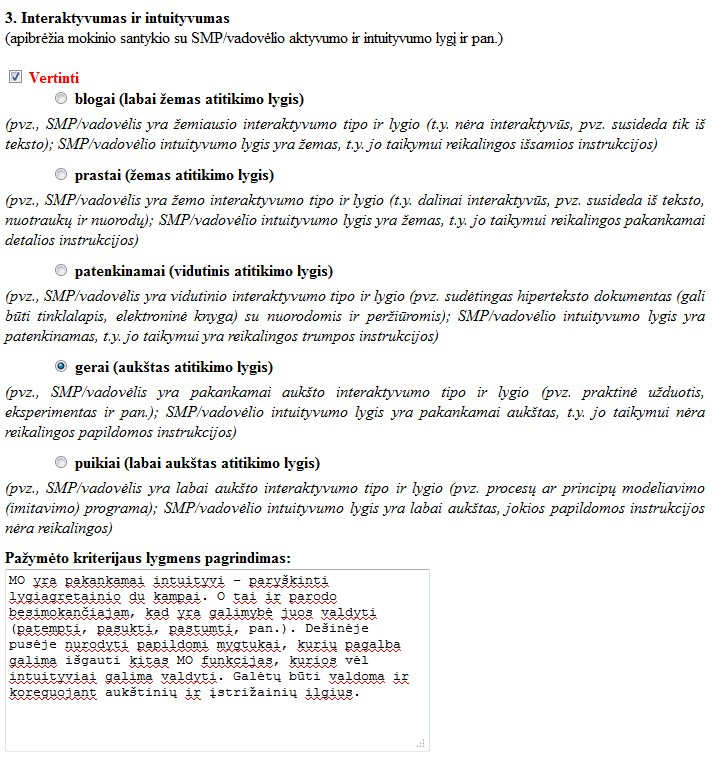 3. Interaktyvumas ir intuityvumas
(apibrėžia mokinio santykio su SMP/vadovėlio aktyvumo ir intuityvumo lygį ir pan.)
Vertinti
blogai (labai žemas atitikimo lygis)
(pvz., SMP/vadovėlis yra žemiausio interaktyvumo tipo ir lygio (t.y. nėra interaktyvūs, pvz. susideda tik iš
teksto); SMP/vadovėlio intuityvumo lygis yra žemas, t.y. jo taikymui reikalingos išsamios instrukcijos)
prastai (žemas atitikimo lygis)
(pvz., SMP/vadovėlis yra žemo interaktyvumo tipo ir lygio (t.y. dalinai interaktyvūs, pvz. susideda iš teksto,
nuotraukų ir nuorodų); SMP/vadovėlio intuityvumo lygis yra žemas, t.y. jo taikymui reikalingos pakankamai
detalios instrukcijos)
patenkinamai (vidutinis atitikimo lygis)
(pvz., SMP/vadovėlis yra vidutinio interaktyvumo tipo ir lygio (pvz. sudėtingas hiperteksto dokumentas (gali
būti tinklalapis, elektroninė knyga) su nuorodomis ir peržiūromis); SMP/vadovėlio intuityvumo lygis yra
patenkinamas, t.y. jo taikymui yra reikalingos trumpos instrukcijos)
gerai (aukštas atitikimo lygis)
(pvz., SMP/vadovėlis yra pakankamai aukšto interaktyvumo tipo ir lygio (pvz. praktinė užduotis,
eksperimentas ir pan.); SMP/vadovėlio intuityvumo lygis yra pakankamai aukštas, t.y. jo taikymui nėra
reikalingos papildomos instrukcijos)
puikiai (labai aukštas atitikimo lygis)
(pvz., SMP/vadovėlis yra labai aukšto interaktyvumo tipo ir lygio (pvz. procesų ar principų modeliavimo
(imitavimo) programa); SMP/vadovėlio intuityvumo lygis yra labai aukštas, jokios papildomos instrukcijos
nėra reikalingos)
Pažymėto kriterijaus lygmens pagrindimas:
MO yra pakankamai intuityvi – paryškinti
lygiagretainio du kampai. O tai ir parodo
besimokančiajam, kad yra galimybė juos valdyti
(patempti, pasukti, pastumti, pan.). Dešinėje
pusėje nurodyti papildomi mygtukai, kurių pagalba
galima išgauti kitas MO funkcijas, kurios vėl
intuityviai galima valdyti. Galėtų būti valdoma ir
koreguojant aukštinių ir įstrižainių ilgius.